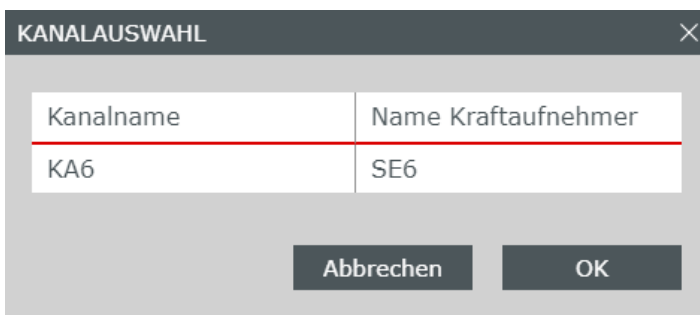 KANALAUSWAHL
Kanalname Name Kraftaufnehmer
KA6 SE6
Abbrechen OK